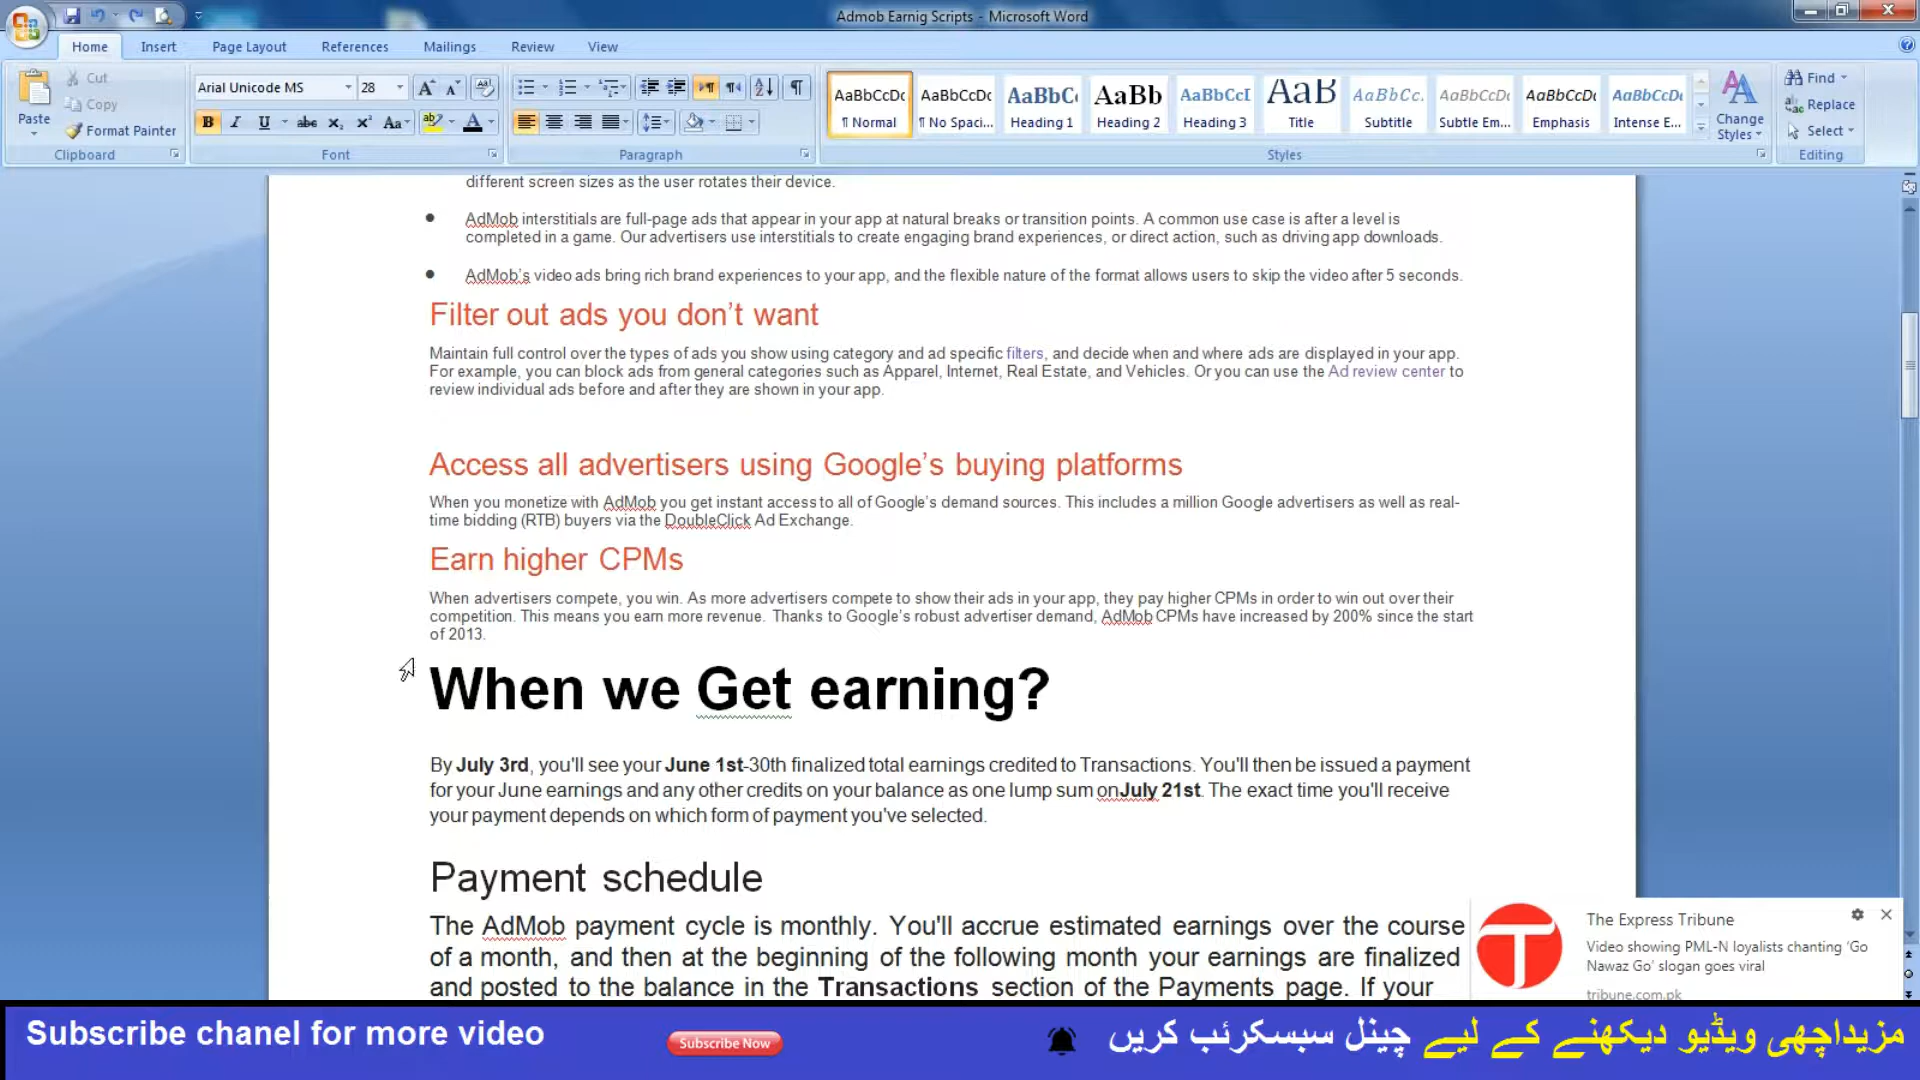 Admob Earnig Scripts - Microsoft Word
Home Insert Page Layout References Mailings Review View
Paste
Cut
Copy
Format Painter
Clipboard
Arial Unicode MS 28
Font
Paragraph
AaBbCcDc AaBbCcDc AaBbC AaBb AaBbCcI AaB AaBbCc. AaBbCcDc AaBbCcDc AaBbCcDc
¶ Normal ¶ No Spaci... Heading 1 Heading 2 Heading 3 Title Subtitle Subtle Em... Emphasis Intense E...
Change Styles
Styles
Find
Replace
Select
Editing
different screen sizes as the user rotates their device.
AdMob interstitials are full-page ads that appear in your app at natural breaks or transition points. A common use case is after a level is
completed in a game. Our advertisers use interstitials to create engaging brand experiences, or direct action, such as driving app downloads.
AdMob's video ads bring rich brand experiences to your app, and the flexible nature of the format allows users to skip the video after 5 seconds.
Filter out ads you don't want
Maintain full control over the types of ads you show using category and ad specific filters, and decide when and where ads are displayed in your app.
For example, you can block ads from general categories such as Apparel, Internet, Real Estate, and Vehicles. Or you can use the Ad review center to
review individual ads before and after they are shown in your app.
Access all advertisers using Google's buying platforms
When you monetize with AdMob you get instant access to all of Google's demand sources. This includes a million Google advertisers as well as real-
time bidding (RTB) buyers via the DoubleClick Ad Exchange.
Earn higher CPMs
When advertisers compete, you win. As more advertisers compete to show their ads in your app, they pay higher CPMs in order to win out over their
competition. This means you earn more revenue. Thanks to Google's robust advertiser demand, AdMob CPMs have increased by 200% since the start
of 2013.
When we Get earning?
By July 3rd, you'll see your June 1st-30th finalized total earnings credited to Transactions. You'll then be issued a payment
for your June earnings and any other credits on your balance as one lump sum onJuly 21st. The exact time you'll receive
your payment depends on which form of payment you've selected.
Payment schedule
The AdMob payment cycle is monthly. You'll accrue estimated earnings over the course
of a month, and then at the beginning of the following month your earnings are finalized
and posted to the balance in the Transactions section of the Payments page. If your
The Express Tribune
Video showing PML-N loyalists chanting 'Go
Nawaz Go' slogan goes viral
tribune.com.pk
Subscribe chanel for more video
Subscribe Now
مزیداچھی ویڈیو دیکھنے کے لیے چینل سبسکرئب کریں